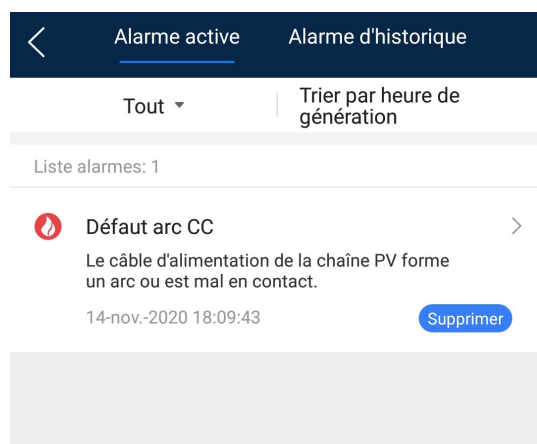 Alarme active Alarme d'historique
Tout Trier par heure de
génération
Liste alarmes: 1
Défaut arc CC
Le câble d'alimentation de la chaîne PV forme
un arc ou est mal en contact.
14-nov.-2020 18:09:43 Supprimer